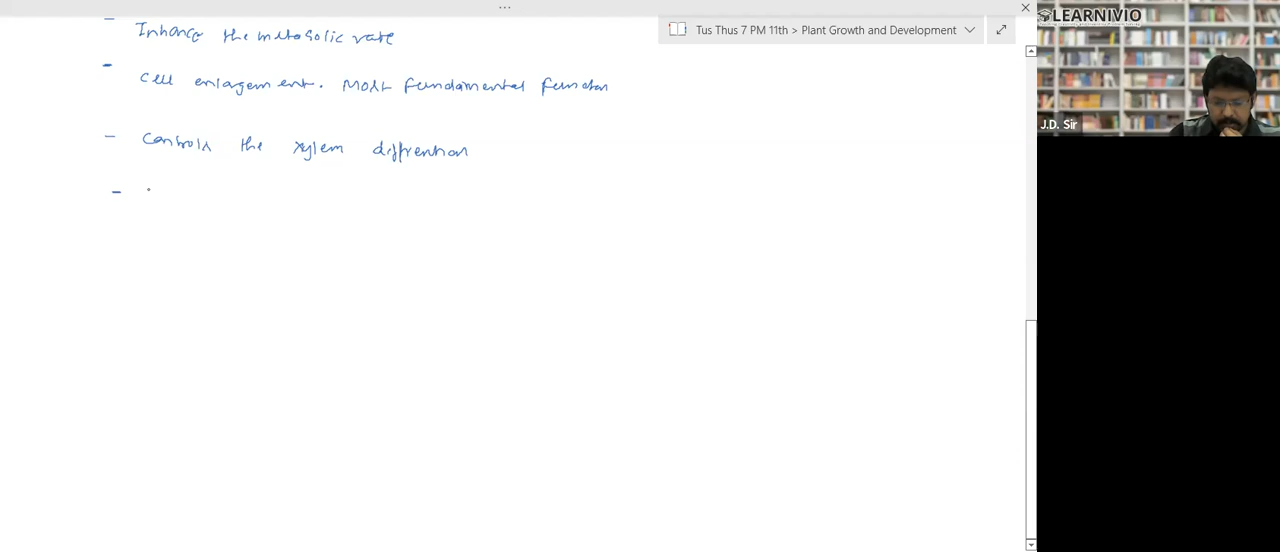 Inhance the metabolic rate
Tus Thus 7 PM 11th > Plant Growth and Development
LEARNIVIO
- Cell enlagement. Most fundamental function
J.D. Sir
- Controls the xylem diffrention
-